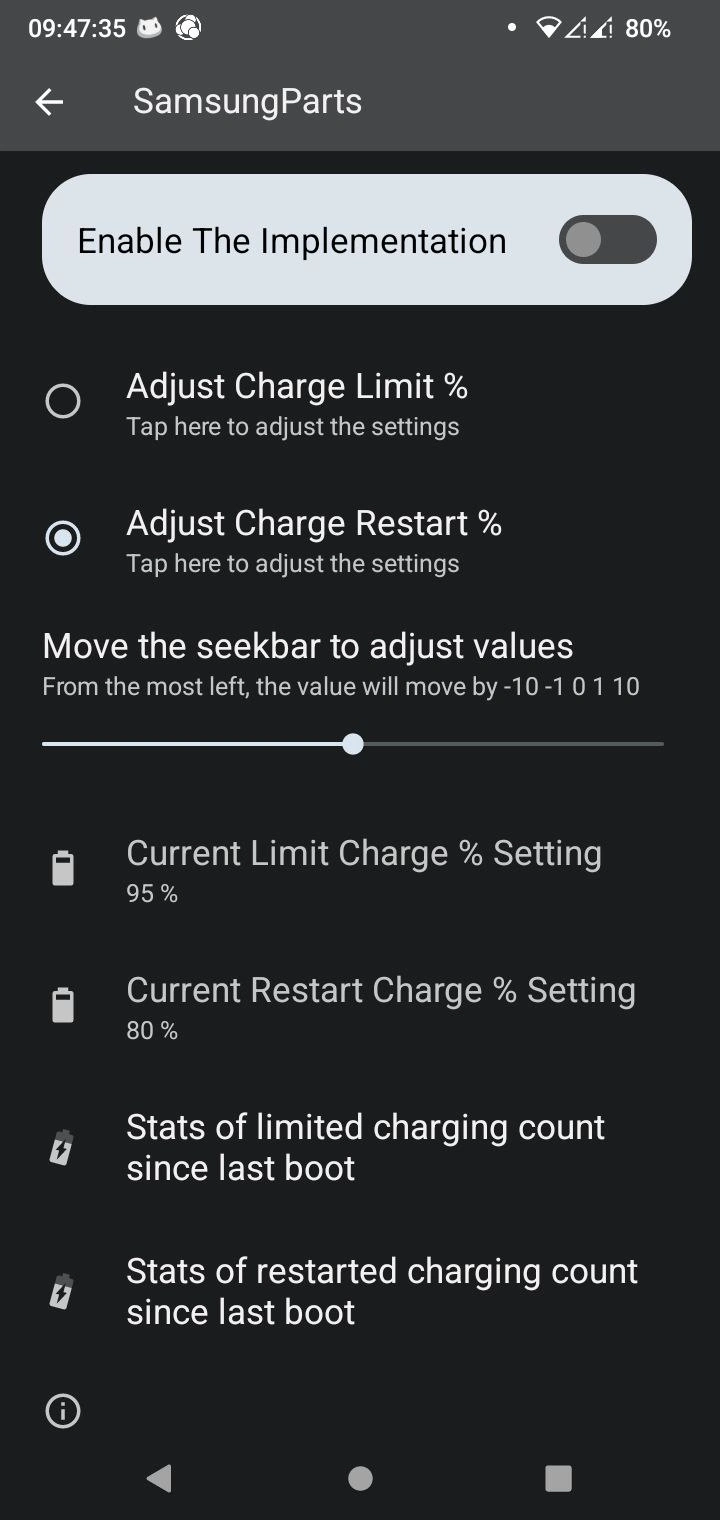 09:47:35
80%
SamsungParts
Enable The Implementation
Adjust Charge Limit %
Tap here to adjust the settings
Adjust Charge Restart %
Tap here to adjust the settings
Move the seekbar to adjust values
From the most left, the value will move by -10 -1 0 1 10
Current Limit Charge % Setting
95 %
Current Restart Charge % Setting
80 %
Stats of limited charging count
since last boot
Stats of restarted charging count
since last boot